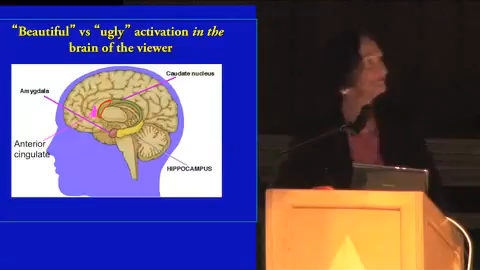 “Beautiful” vs “ugly” activation in the
brain of the viewer
Caudate nucleus
Amygdala
Anterior
cingulate
HIPPOCAMPUS